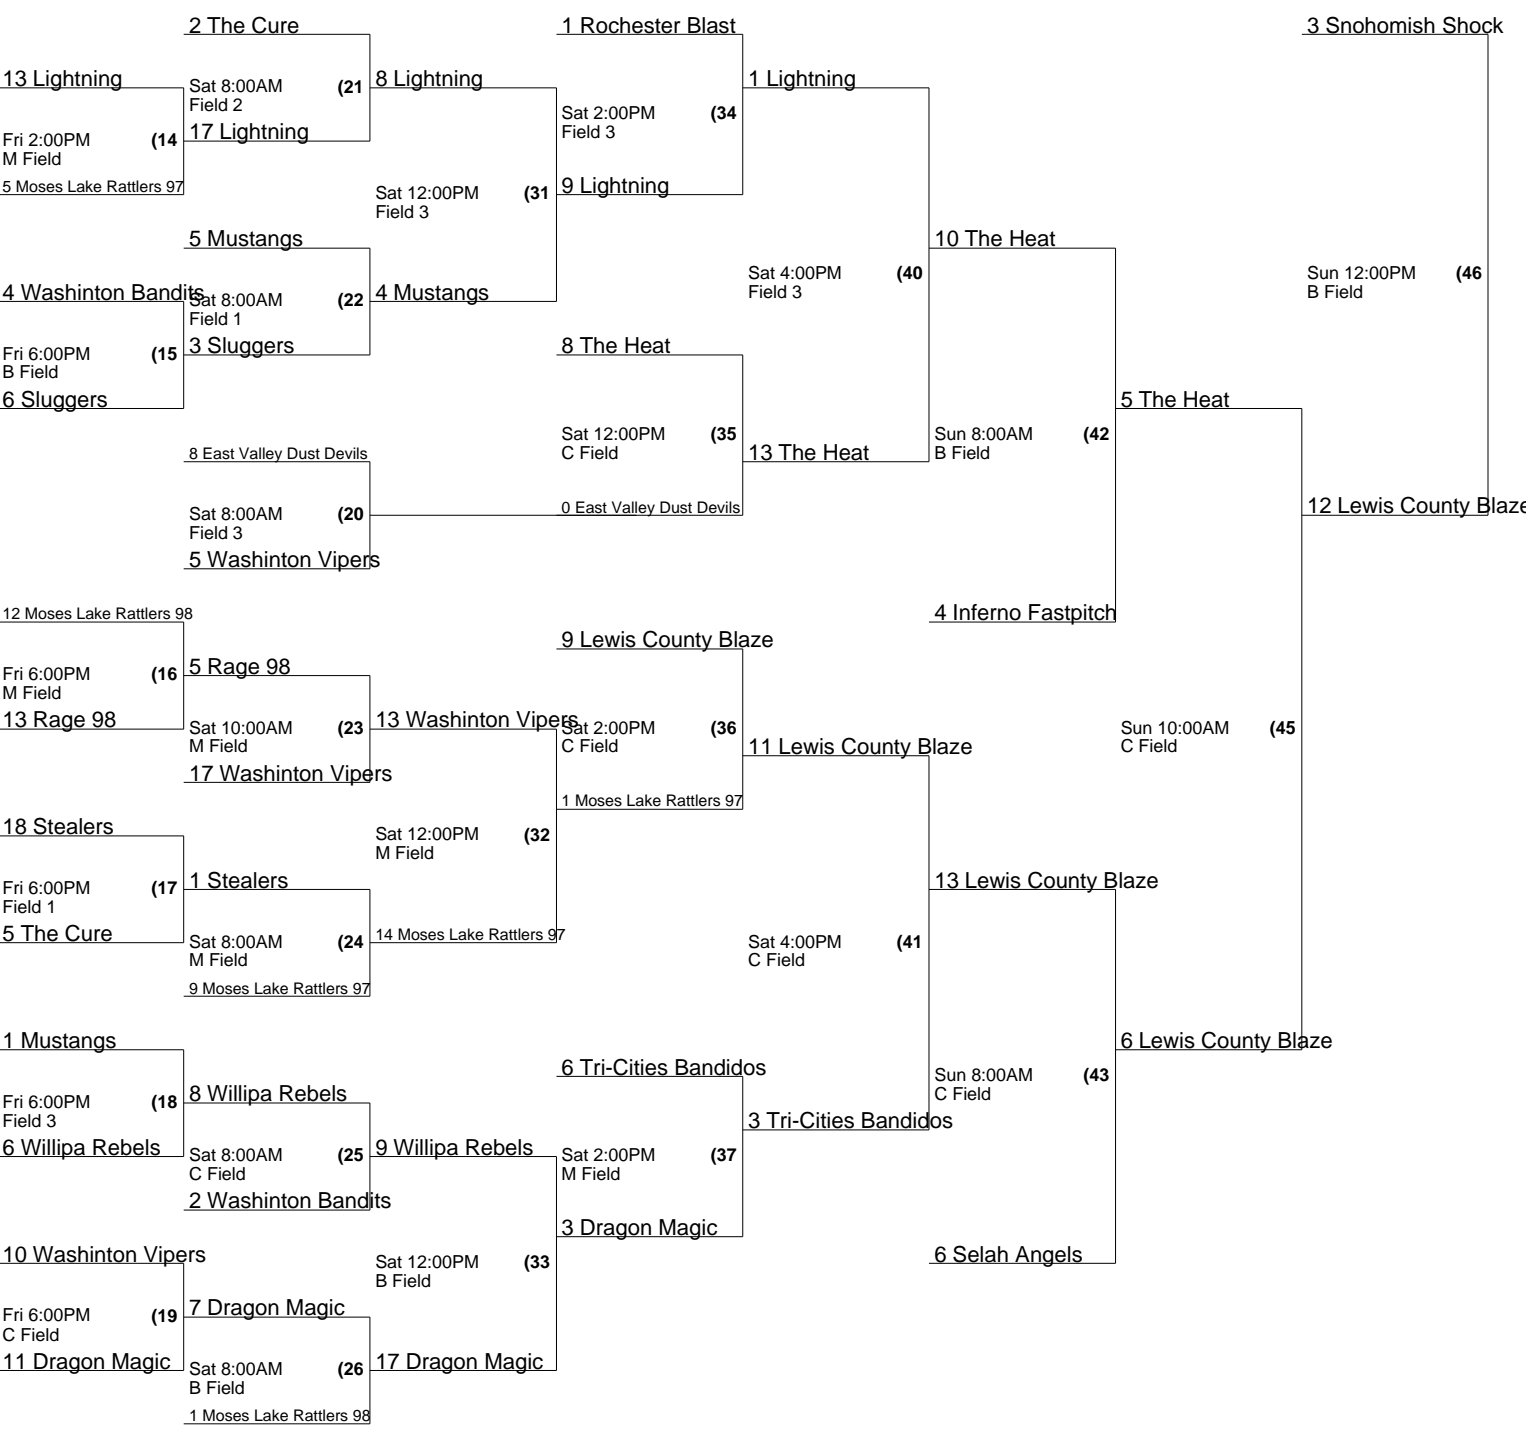 2 The Cure
1 Rochester Blast
3 Snohomish Shock
13 Lightning
Sat 8:00AM (21
Field 2
8 Lightning
1 Lightning
Fri 2:00PM (14
M Field
17 Lightning
Sat 2:00PM (34
Field 3
5 Moses Lake Rattlers 97
Sat 12:00PM (31
Field 3
9 Lightning
5 Mustangs
10 The Heat
4 Washinton Bandits
Sat 8:00AM (22
Field 1
4 Mustangs
Sat 4:00PM (40
Field 3
Sun 12:00PM (46
B Field
Fri 6:00PM (15
B Field
3 Sluggers
8 The Heat
6 Sluggers
5 The Heat
8 East Valley Dust Devils
Sat 12:00PM (35
C Field
13 The Heat
Sun 8:00AM (42
B Field
Sat 8:00AM (20
Field 3
0 East Valley Dust Devils
12 Lewis County Blaze
5 Washinton Vipers
12 Moses Lake Rattlers 98
4 Inferno Fastpitch
9 Lewis County Blaze
Fri 6:00PM (16
M Field
5 Rage 98
13 Rage 98
Sat 10:00AM (23
M Field
13 Washinton Vipers
Sat 2:00PM (36
C Field
11 Lewis County Blaze
Sun 10:00AM (45
C Field
17 Washinton Vipers
1 Moses Lake Rattlers 97
18 Stealers
Sat 12:00PM (32
M Field
Fri 6:00PM (17
Field 1
1 Stealers
13 Lewis County Blaze
5 The Cure
Sat 8:00AM (24
M Field
14 Moses Lake Rattlers 97
Sat 4:00PM (41
C Field
9 Moses Lake Rattlers 97
1 Mustangs
6 Lewis County Blaze
6 Tri-Cities Bandidos
Sun 8:00AM (43
C Field
Fri 6:00PM (18
Field 3
8 Willipa Rebels
3 Tri-Cities Bandidos
6 Willipa Rebels
Sat 8:00AM (25
C Field
9 Willipa Rebels
Sat 2:00PM (37
M Field
2 Washinton Bandits
3 Dragon Magic
10 Washinton Vipers
Sat 12:00PM (33
B Field
6 Selah Angels
Fri 6:00PM (19
C Field
7 Dragon Magic
11 Dragon Magic
Sat 8:00AM (26
B Field
17 Dragon Magic
1 Moses Lake Rattlers 98